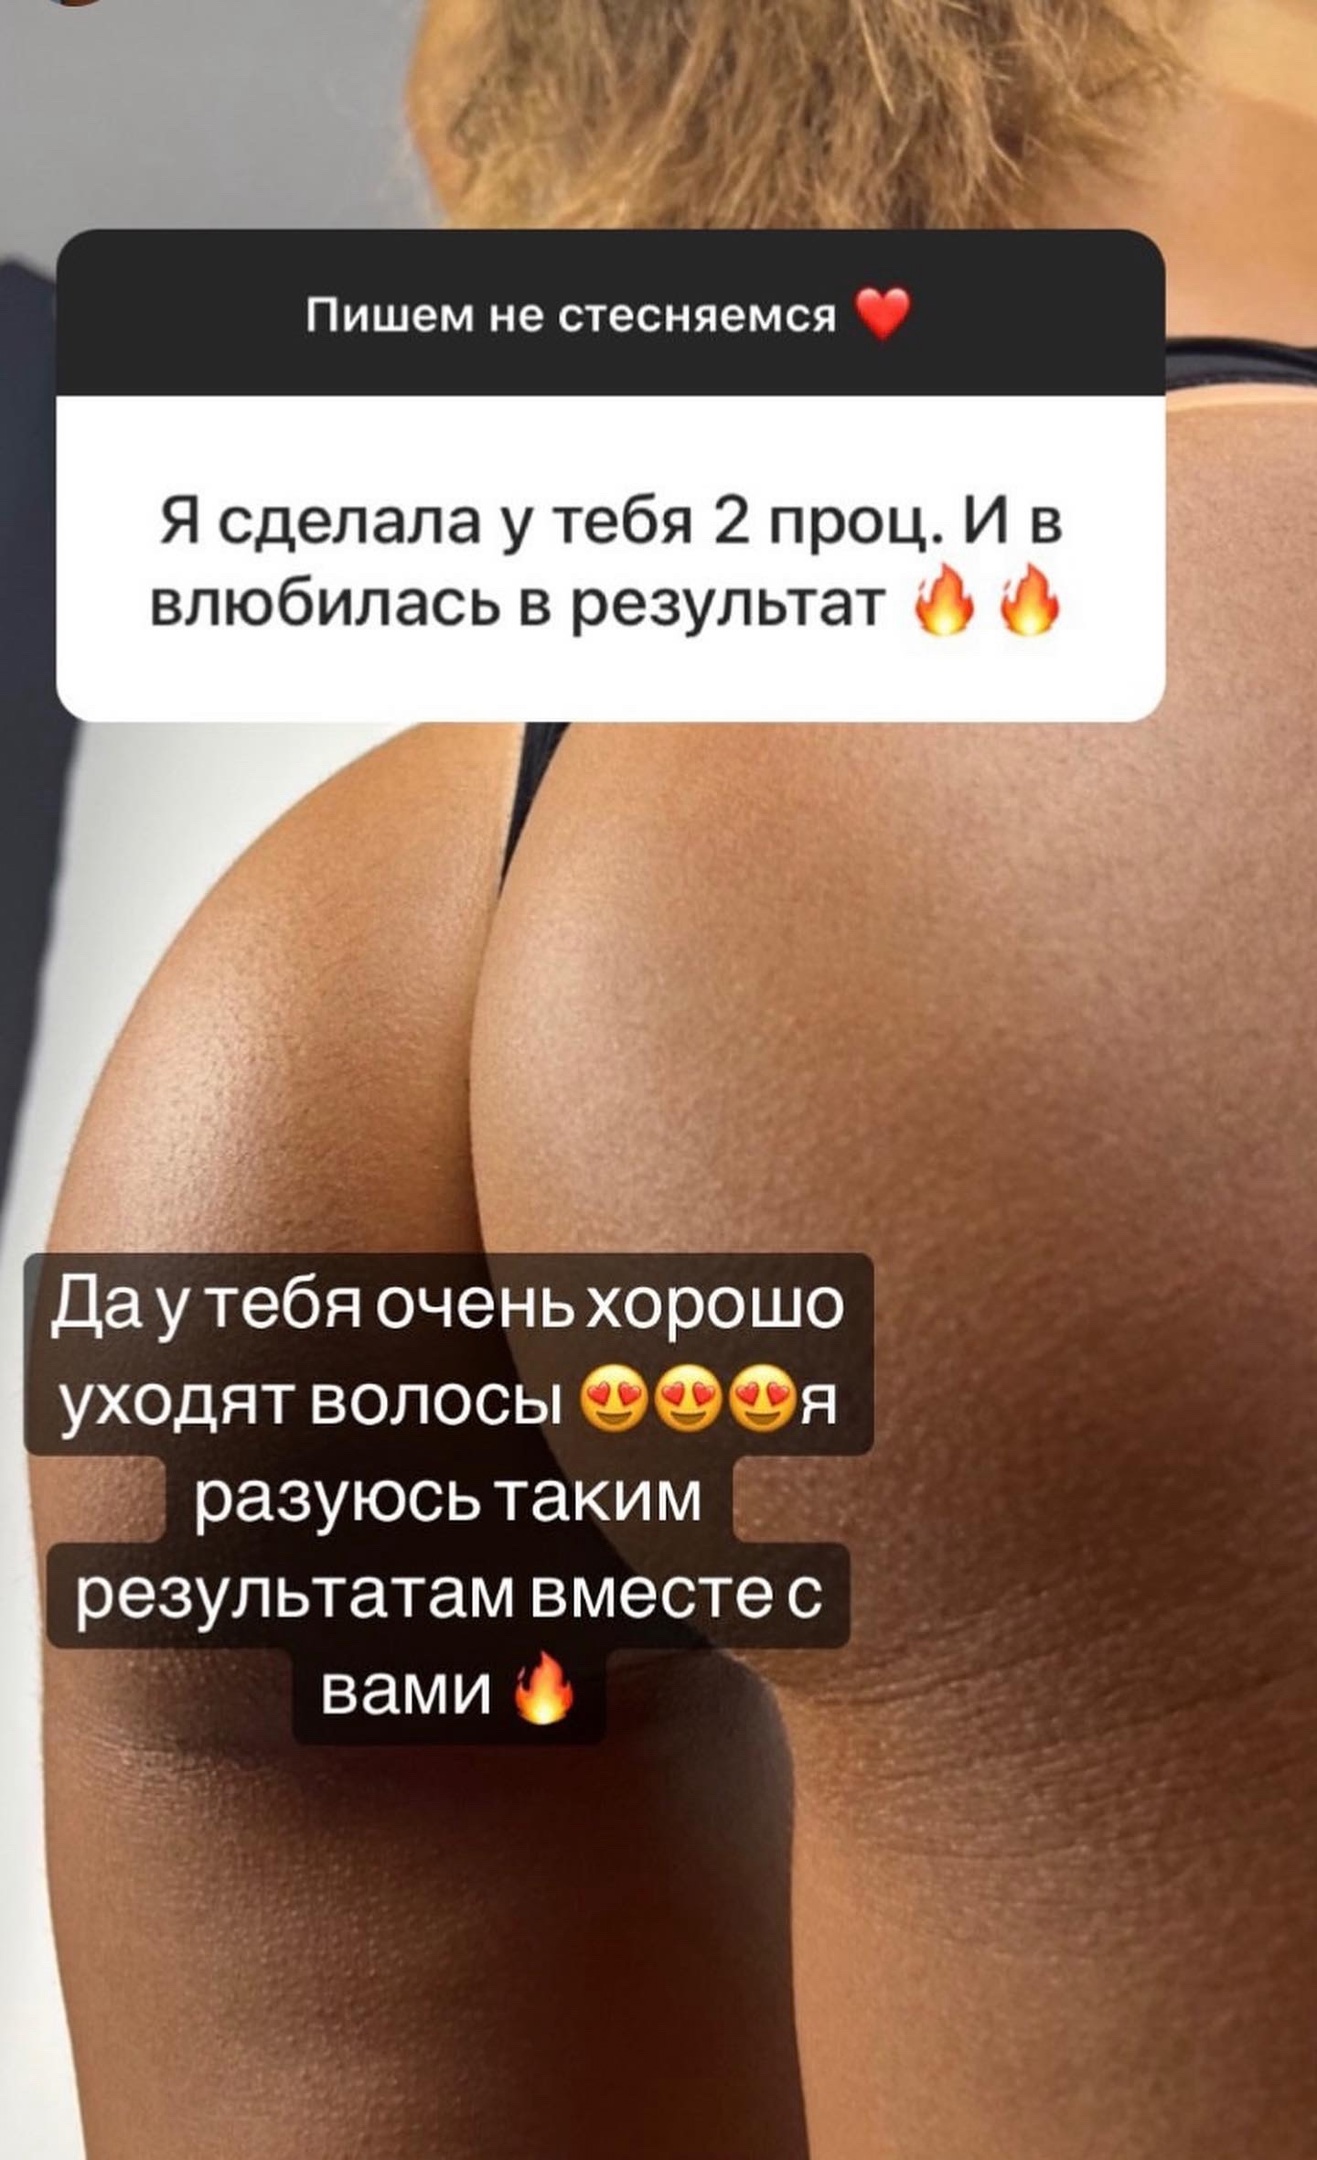 Пишем не стесняемся ❤️
Я сделала у тебя 2 проц. И в
влюбилась в результат 🔥 🔥
Да у тебя очень хорошо
уходят волосы 😍😍😍я
разуюсь таким
результатам вместе с
вами 🔥